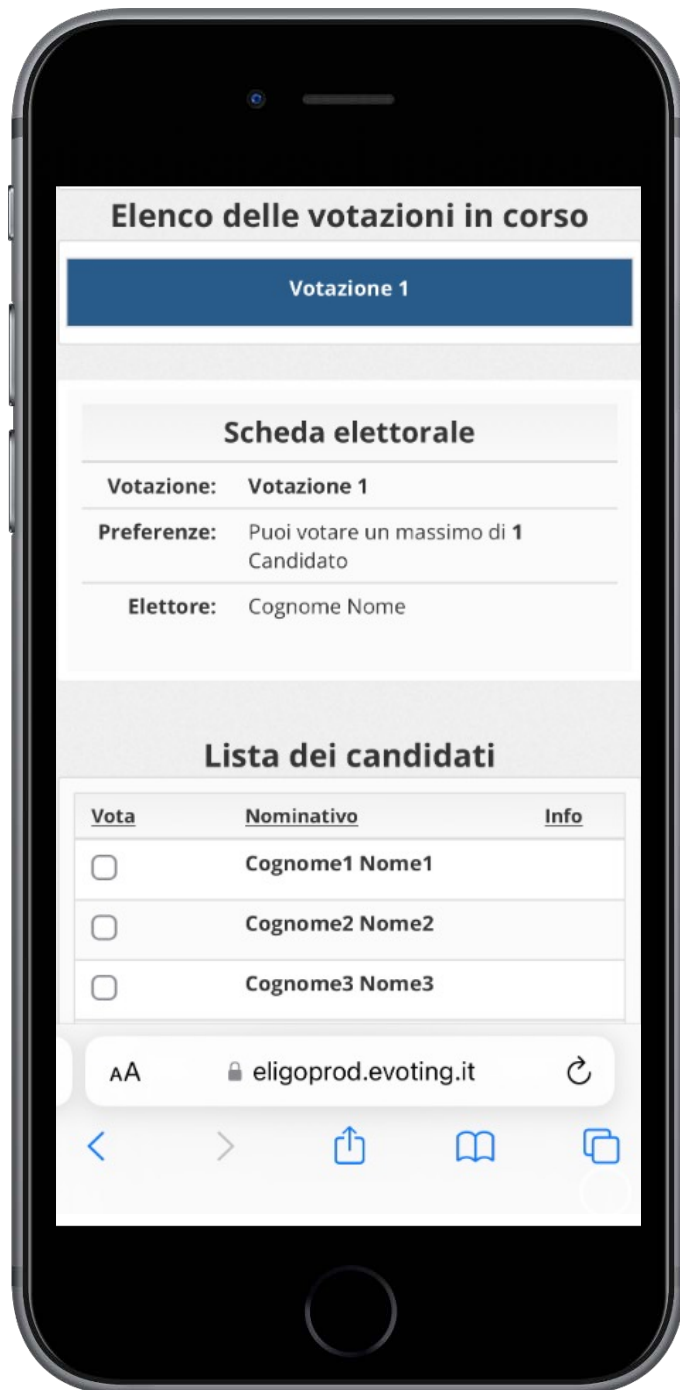 Elenco delle votazioni in corso
Votazione 1
Scheda elettorale
Votazione: Votazione 1
Preferenze: Puoi votare un massimo di 1
Candidato
Elettore: Cognome Nome
Lista dei candidati
Vota Nominativo Info
Cognome1 Nome1
Cognome2 Nome2
Cognome3 Nome3
AA eligoprod.evoting.it